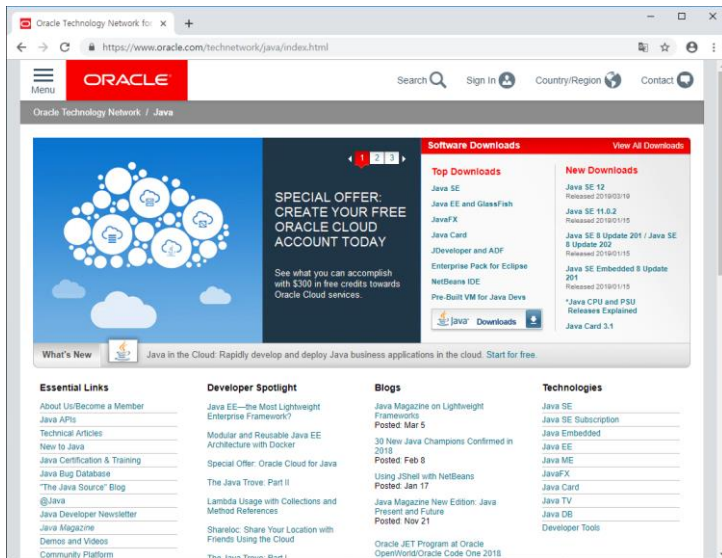 Oracle Technology Network for
https://www.oracle.com/technetwork/java/index.html
Menu
ORACLE
Search
Sign In
Country/Region
Contact
Oracle Technology Network / Java
1 2 3
SPECIAL OFFER:
CREATE YOUR FREE
ORACLE CLOUD
ACCOUNT TODAY
See what you can accomplish
with $300 in free credits towards
Oracle Cloud services.
Software Downloads
View All Downloads
Top Downloads
Java SE
Java EE and GlassFish
JavaFX
Java Card
JDeveloper and ADF
Enterprise Pack for Eclipse
NetBeans IDE
Pre-Built VM for Java Devs
Java Downloads
New Downloads
Java SE 12
Released 2019/03/19
Java SE 11.0.2
Released 2019/01/15
Java SE 8 Update 201 / Java SE
8 Update 202
Released 2019/01/15
Java SE Embedded 8 Update
201
Released 2019/01/15
*Java CPU and PSU
Releases Explained
Java Card 3.1
What's New
Java in the Cloud: Rapidly develop and deploy Java business applications in the cloud. Start for free.
Essential Links
About Us/Become a Member
Java APIs
Technical Articles
New to Java
Java Certification & Training
Java Bug Database
"The Java Source" Blog
@Java
Java Developer Newsletter
Java Magazine
Demos and Videos
Community Platform
Developer Spotlight
Java EE—the Most Lightweight
Enterprise Framework?
Modular and Reusable Java EE
Architecture with Docker
Special Offer: Oracle Cloud for Java
The Java Trove: Part II
Lambda Usage with Collections and
Method References
Shareloc: Share Your Location with
Friends Using the Cloud
The Java Trove: Part I
Blogs
Java Magazine on Lightweight
Frameworks
Posted: Mar 5
30 New Java Champions Confirmed in
2018
Posted: Feb 8
Using JShell with NetBeans
Posted: Jan 17
Java Magazine New Edition: Java
Present and Future
Posted: Nov 21
Oracle JET Program at Oracle
OpenWorld/Oracle Code One 2018
Technologies
Java SE
Java SE Subscription
Java Embedded
Java EE
Java ME
JavaFX
Java Card
Java TV
Java DB
Developer Tools